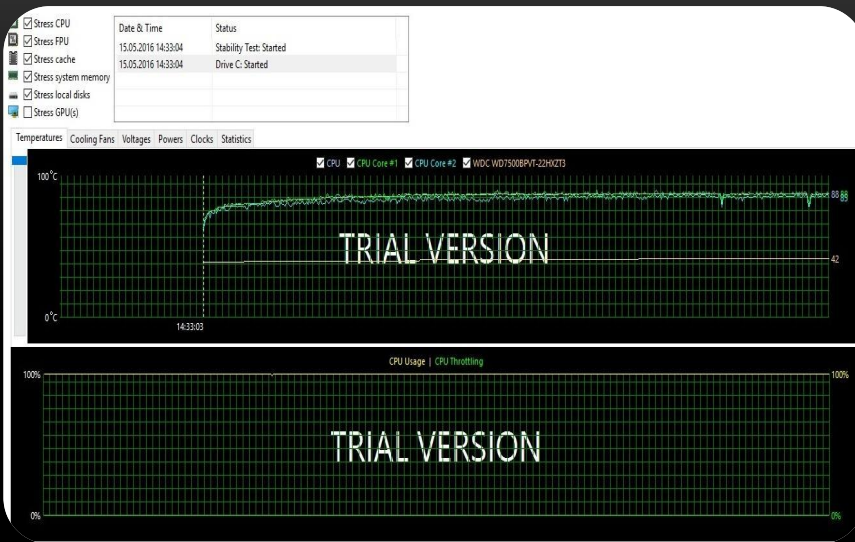 Stress CPU
Stress FPU
Stress cache
Stress system memory
Stress local disks
Stress GPU(s)
Date & Time Status
15.05.2016 14:33:04 Stability Test: Started
15.05.2016 14:33:04 Drive C: Started
Temperatures Cooling Fans Voltages Powers Clocks Statistics
CPU CPU Core #1 CPU Core #2 WDC WD7500BPVT-22HXZT3
100°C
88
TRIAL VERSION
42
0°C
14:33:03
CPU Usage | CPU Throttling
100% 100%
TRIAL VERSION
0% 0%